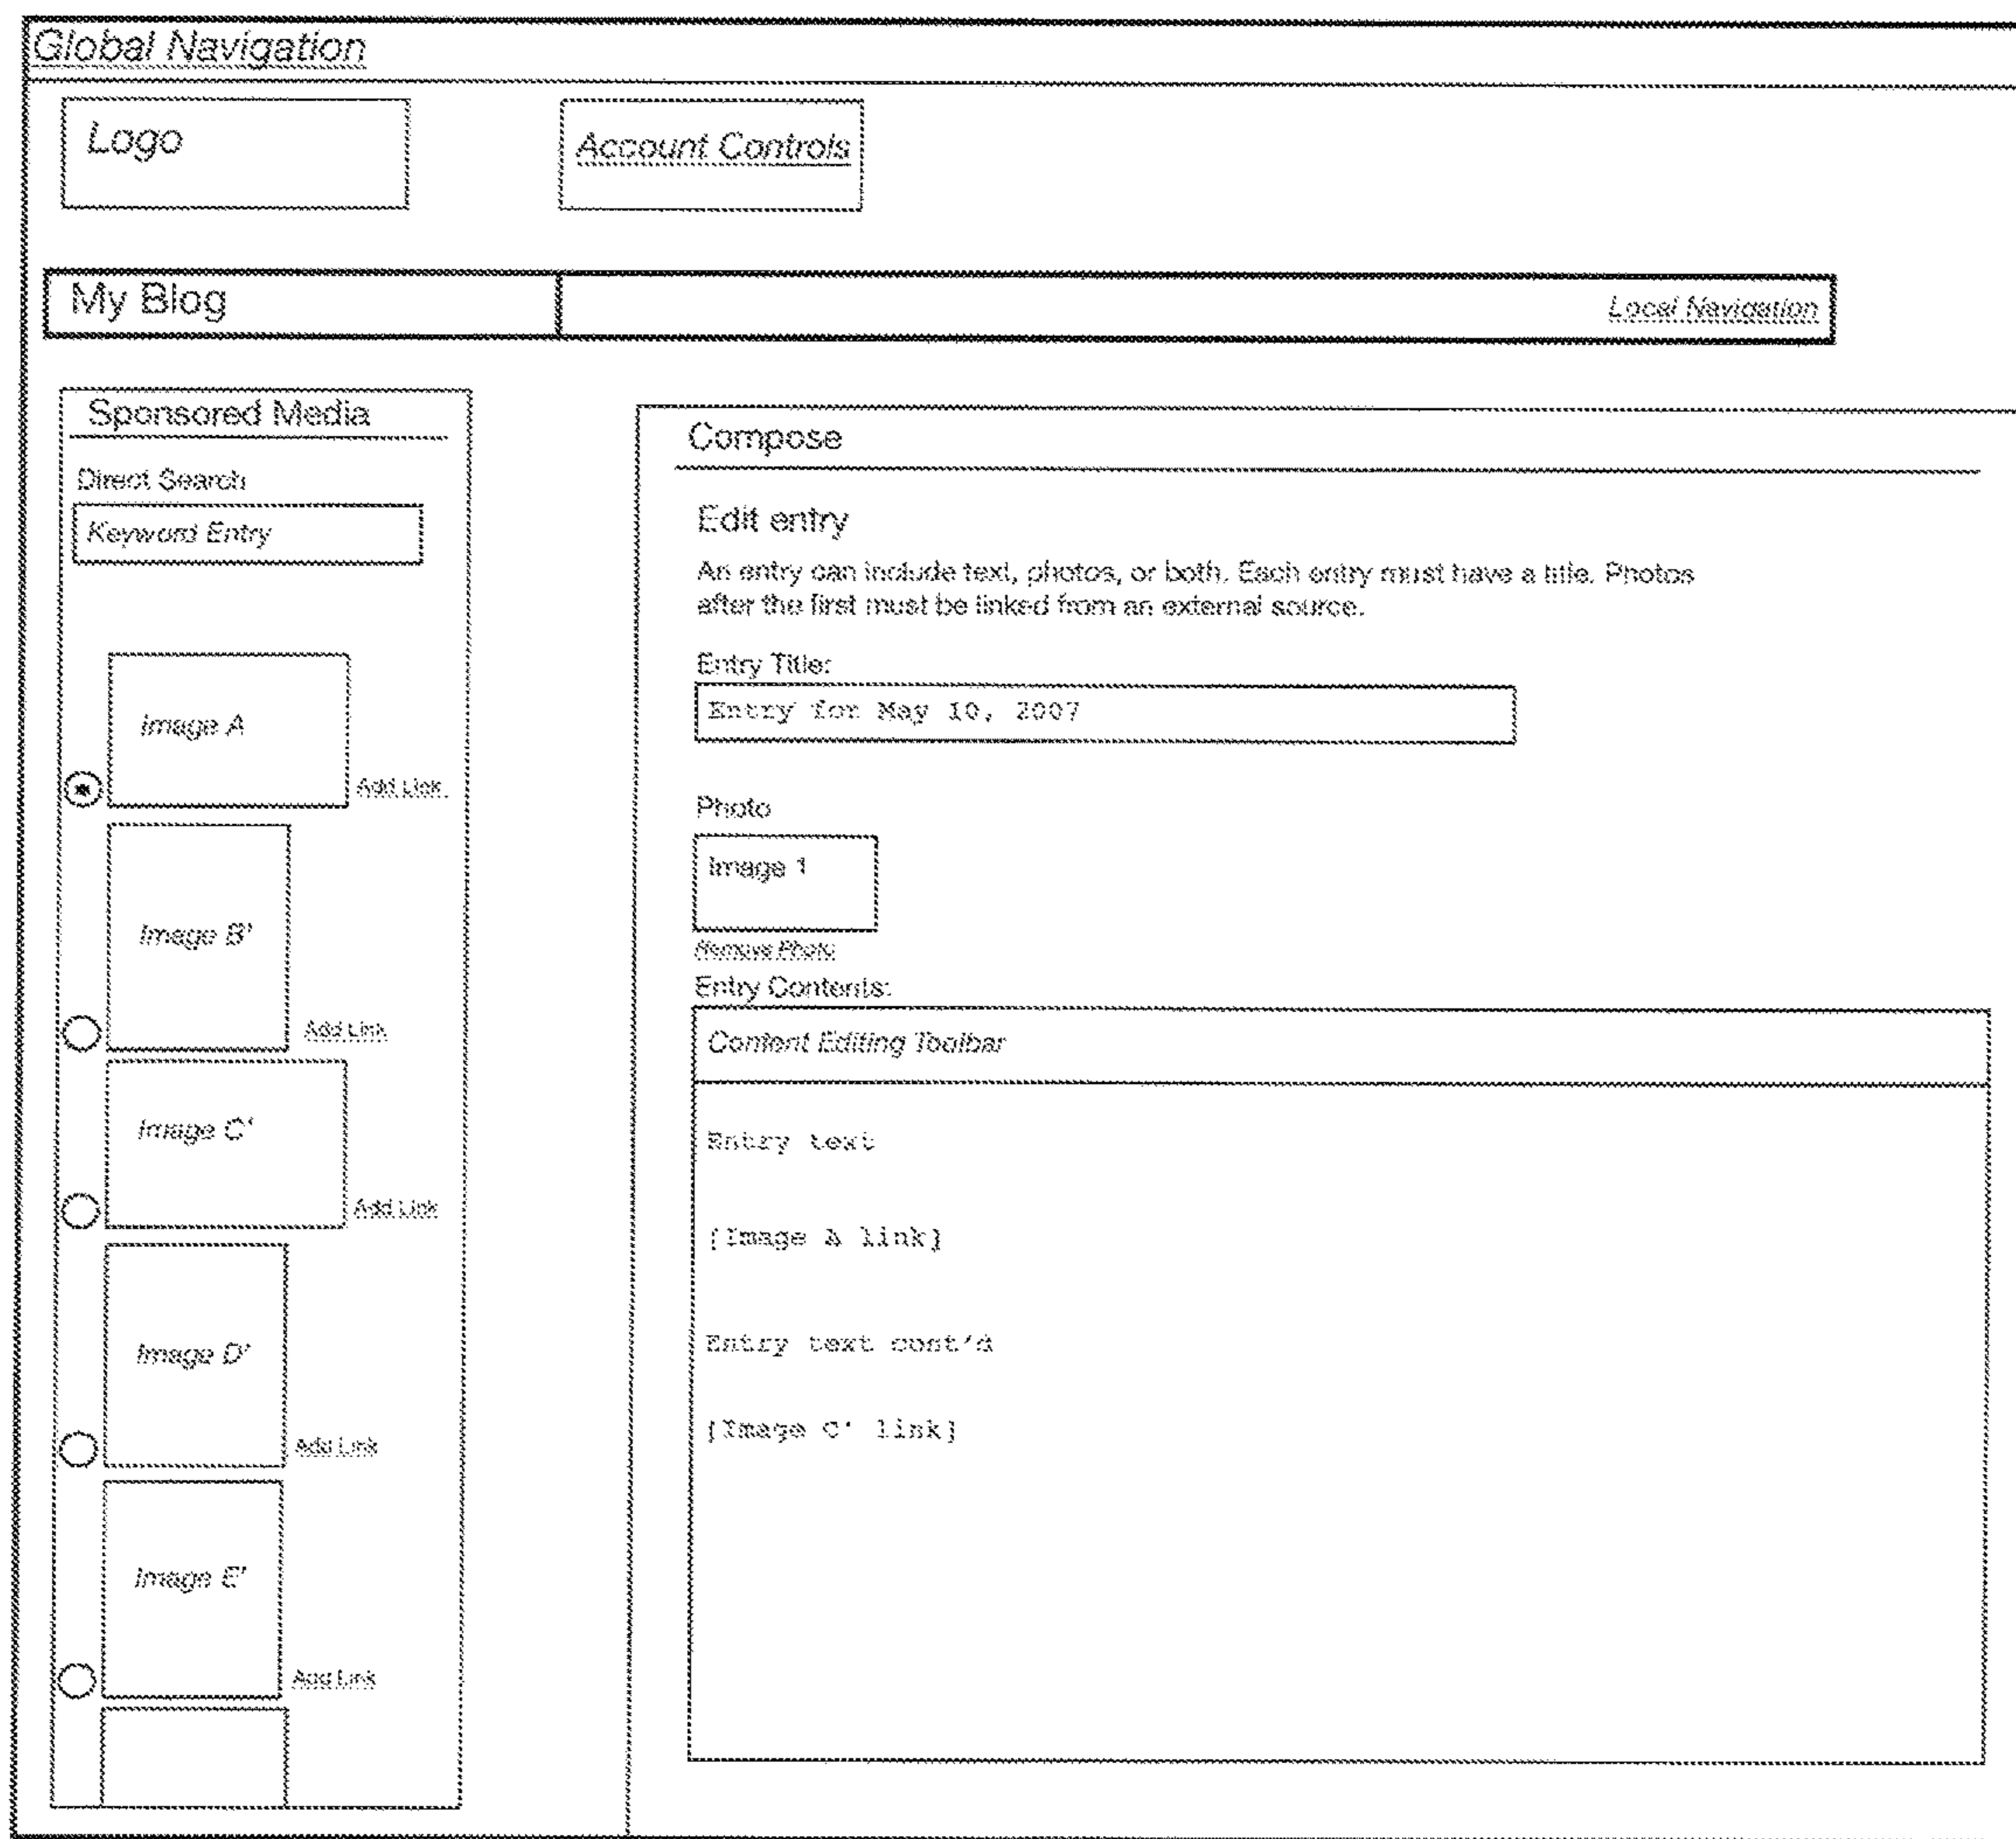 Global Navigation
Logo
Account Controls
My Blog
Local Navigation
Sponsored Media
Direct Search
Keyword Entry
Image A
Add Link
Image B'
Add Link
Image C'
Add Link
Image D'
Add Link
Image E'
Add Link
Compose
Edit entry
An entry can include text, photos, or both. Each entry must have a title. Photos
after the first must be linked from an external source.
Entry Title:
Entry for May 10, 2007
Photo
Image 1
Remove Photo
Entry Contents:
Content Editing Toolbar
Entry text
[Image A link]
Entry text cont'd
[Image C' link]